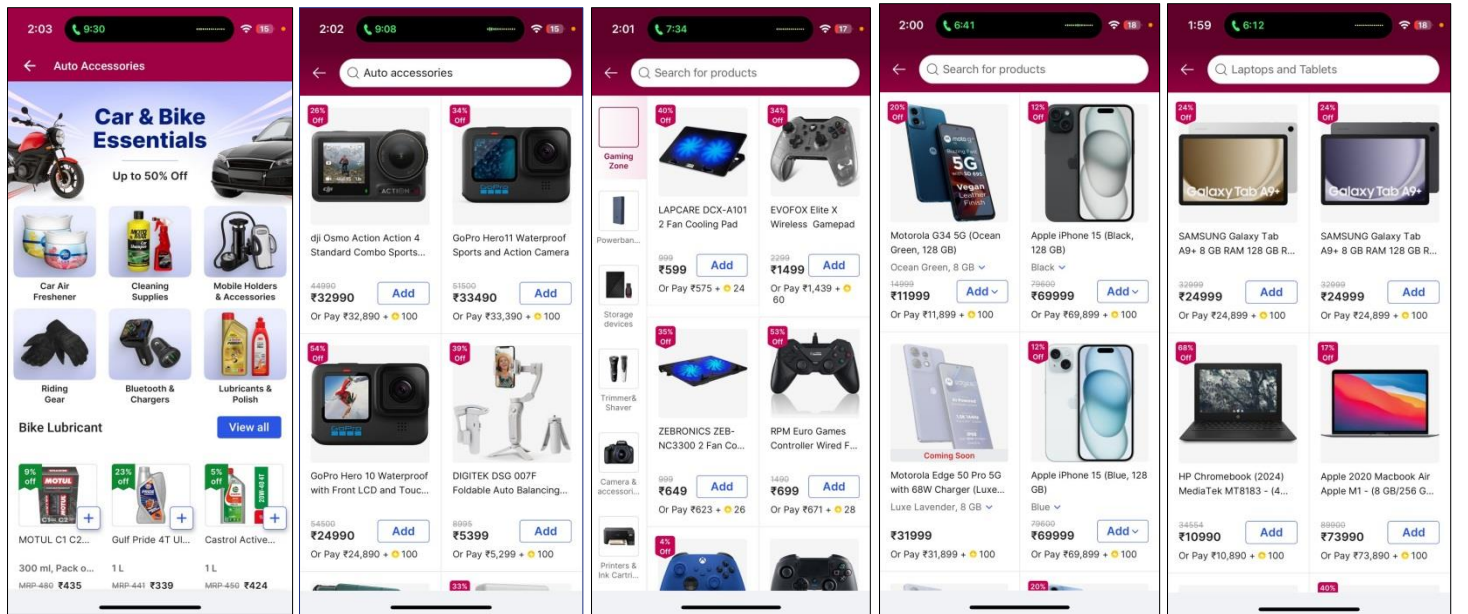 2:03 9:30 15
Auto Accessories
Car & Bike
Essentials
Up to 50% Off
Car Air
Freshener
Cleaning
Supplies
Mobile Holders
& Accessories
Riding
Gear
Bluetooth &
Chargers
Lubricants &
Polish
Bike Lubricant
View all
9%
off
MOTUL
23%
off
5%
off
MOTUL C1 C2...
Gulf Pride 4T Ul...
Castrol Active...
300 ml, Pack o...
1 L
1 L
MRP 480 ₹435
MRP 441 ₹339
MRP 450 ₹424
2:02 9:08 15
Auto accessories
26%
Off
34%
Off
dji Osmo Action Action 4
Standard Combo Sports...
GoPro Hero11 Waterproof
Sports and Action Camera
44990
₹32990
Add
51500
₹33490
Add
Or Pay ₹32,890 + 100
Or Pay ₹33,390 + 100
54%
Off
39%
Off
GoPro Hero 10 Waterproof
with Front LCD and Touc...
DIGITEK DSG 007F
Foldable Auto Balancing...
54500
₹24990
Add
8995
₹5399
Add
Or Pay ₹24,890 + 100
Or Pay ₹5,299 + 100
33%
2:01 7:34 17
Search for products
Gaming
Zone
Powerban...
Storage
devices
Trimmer&
Shaver
Camera &
accessori...
Printers &
Ink Cartri...
40%
Off
34%
Off
LAPCARE DCX-A101
2 Fan Cooling Pad
EVOFOX Elite X
Wireless Gamepad
999
₹599
Add
2299
₹1499
Add
Or Pay ₹575 + 24
Or Pay ₹1,439 +
60
35%
Off
53%
Off
ZEBRONICS ZEB-
NC3300 2 Fan Co...
RPM Euro Games
Controller Wired F...
999
₹649
Add
1490
₹699
Add
Or Pay ₹623 + 26
Or Pay ₹671 + 28
4%
Off
2:00 6:41 18
Search for products
20%
Off
12%
Off
5G
Vegan
Leather
Finish
Motorola G34 5G (Ocean
Green, 128 GB)
Apple iPhone 15 (Black,
128 GB)
Ocean Green, 8 GB
Black
14999
₹11999
Add
79600
₹69999
Add
Or Pay ₹11,899 + 100
Or Pay ₹69,899 + 100
12%
Off
Coming Soon
Motorola Edge 50 Pro 5G
with 68W Charger (Luxe...
Apple iPhone 15 (Blue, 128
GB)
Luxe Lavender, 8 GB
Blue
₹31999
79600
₹69999
Add
Or Pay ₹31,899 + 100
Or Pay ₹69,899 + 100
20%
1:59 6:12 18
Laptops and Tablets
24%
Off
24%
Off
Galaxy Tab A9+
Galaxy Tab A9+
SAMSUNG Galaxy Tab
A9+ 8 GB RAM 128 GB R...
SAMSUNG Galaxy Tab
A9+ 8 GB RAM 128 GB R...
32999
₹24999
Add
32999
₹24999
Add
Or Pay ₹24,899 + 100
Or Pay ₹24,899 + 100
68%
Off
17%
Off
HP Chromebook (2024)
MediaTek MT8183 - (4...
Apple 2020 Macbook Air
Apple M1 - (8 GB/256 G...
34554
₹10990
Add
89900
₹73990
Add
Or Pay ₹10,890 + 100
Or Pay ₹73,890 + 100
40%